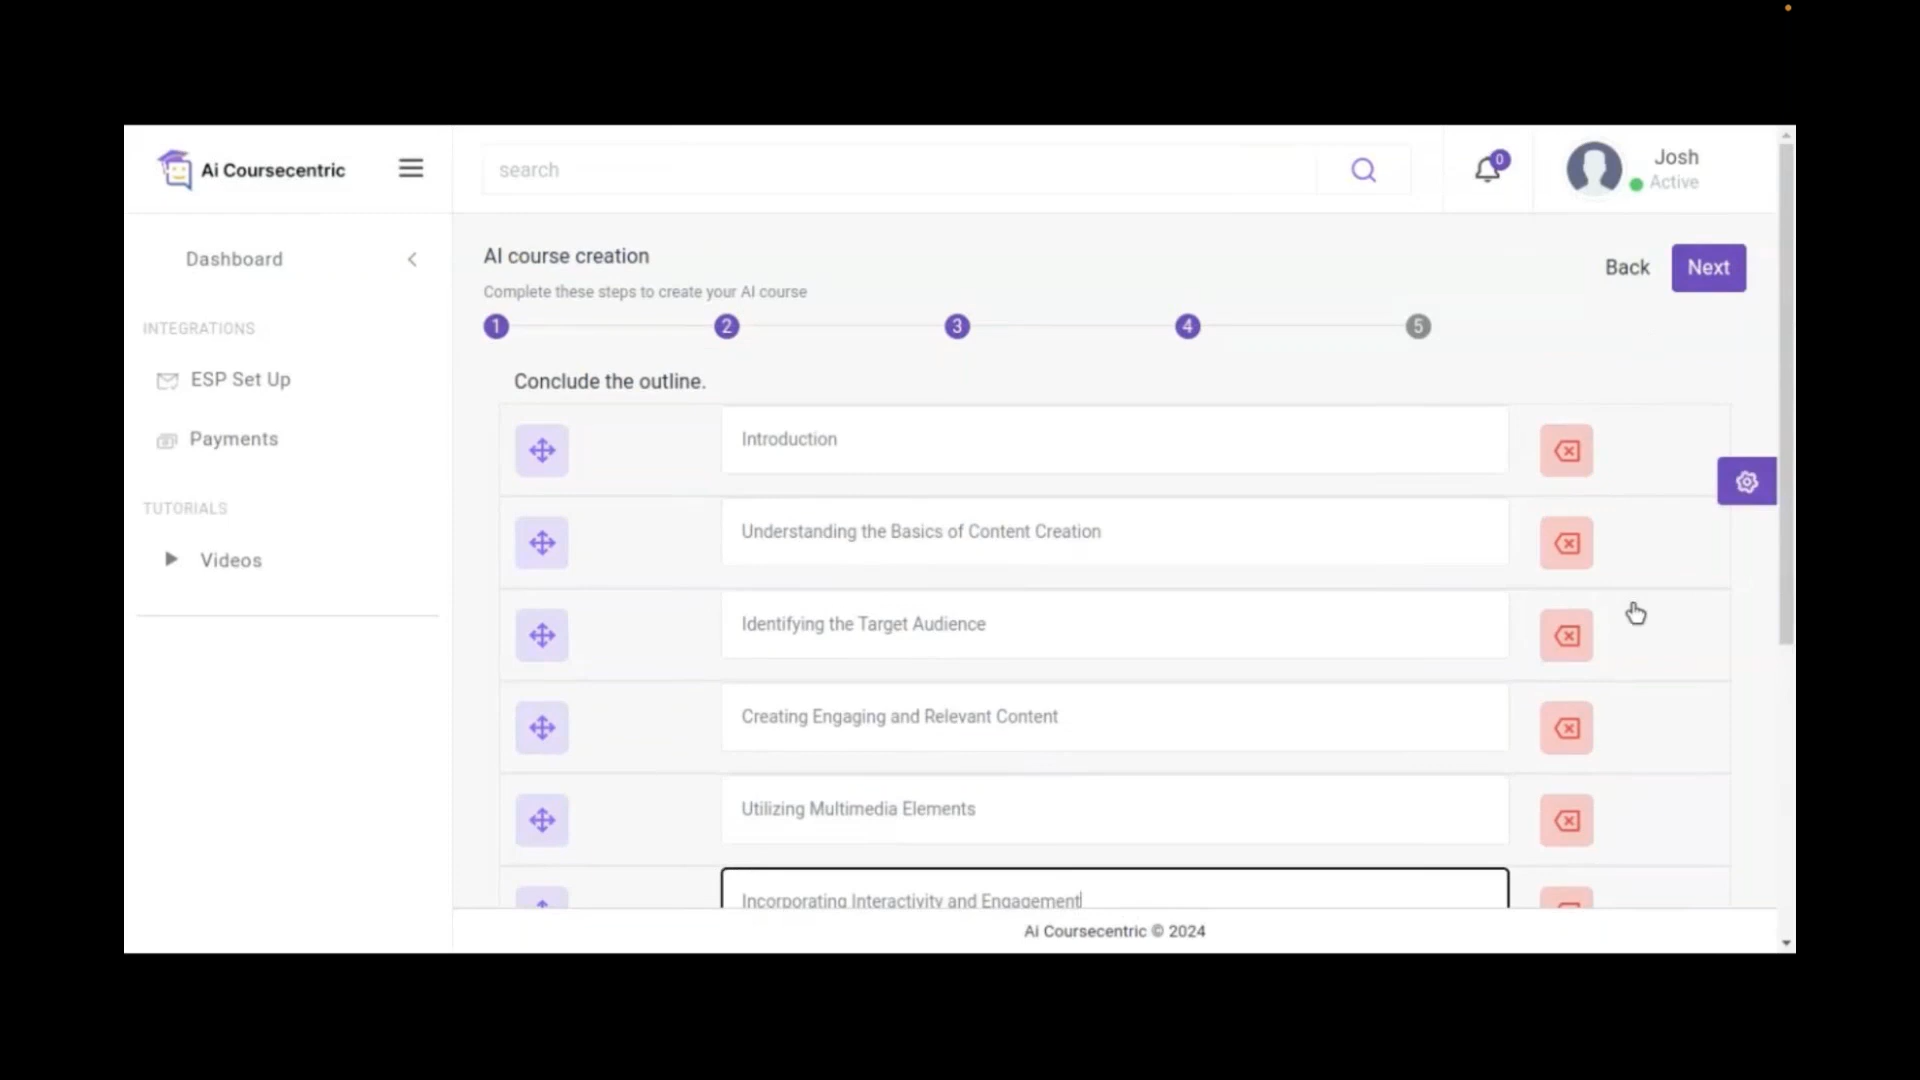 Ai Coursecentric
search
0
Josh
Active
Dashboard
INTEGRATIONS
ESP Set Up
Payments
TUTORIALS
Videos
AI course creation
Complete these steps to create your AI course
Back
Next
1 2 3 4 5
Conclude the outline.
Introduction
Understanding the Basics of Content Creation
Identifying the Target Audience
Creating Engaging and Relevant Content
Utilizing Multimedia Elements
Incorporating Interactivity and Engagement
Ai Coursecentric © 2024